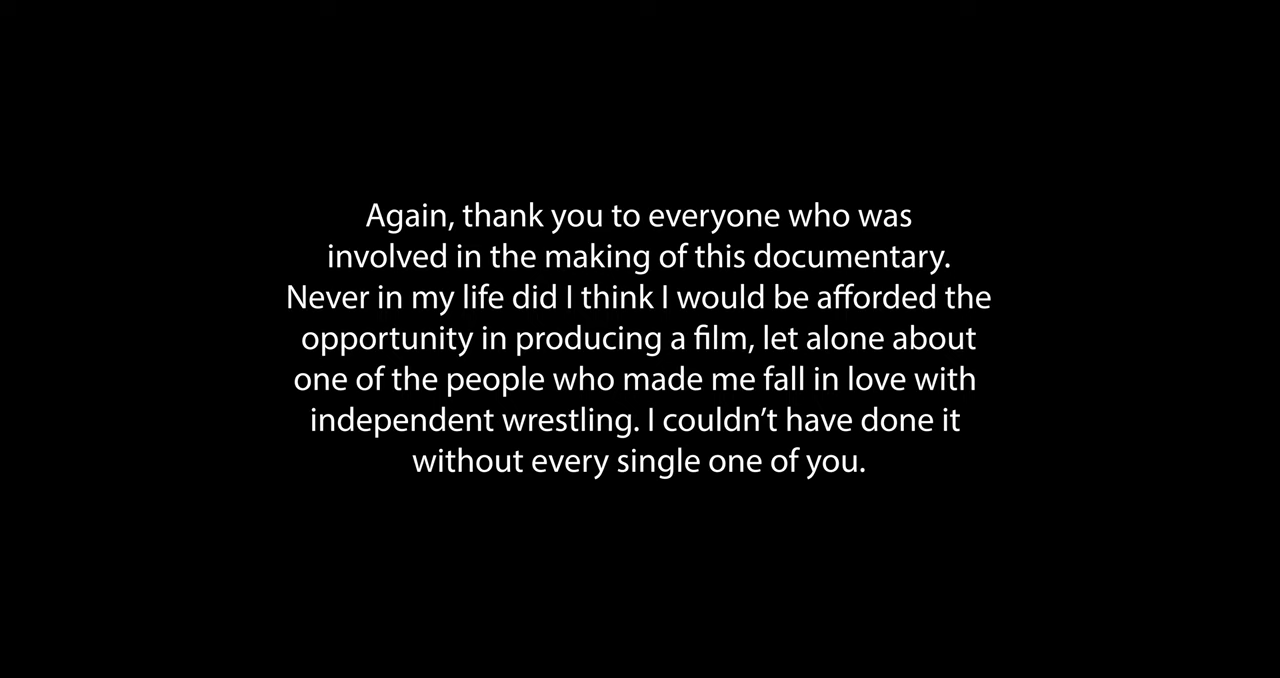 Again, thank you to everyone who was
involved in the making of this documentary.
Never in my life did I think I would be afforded the
opportunity in producing a film, let alone about
one of the people who made me fall in love with
independent wrestling. I couldn’t have done it
without every single one of you.